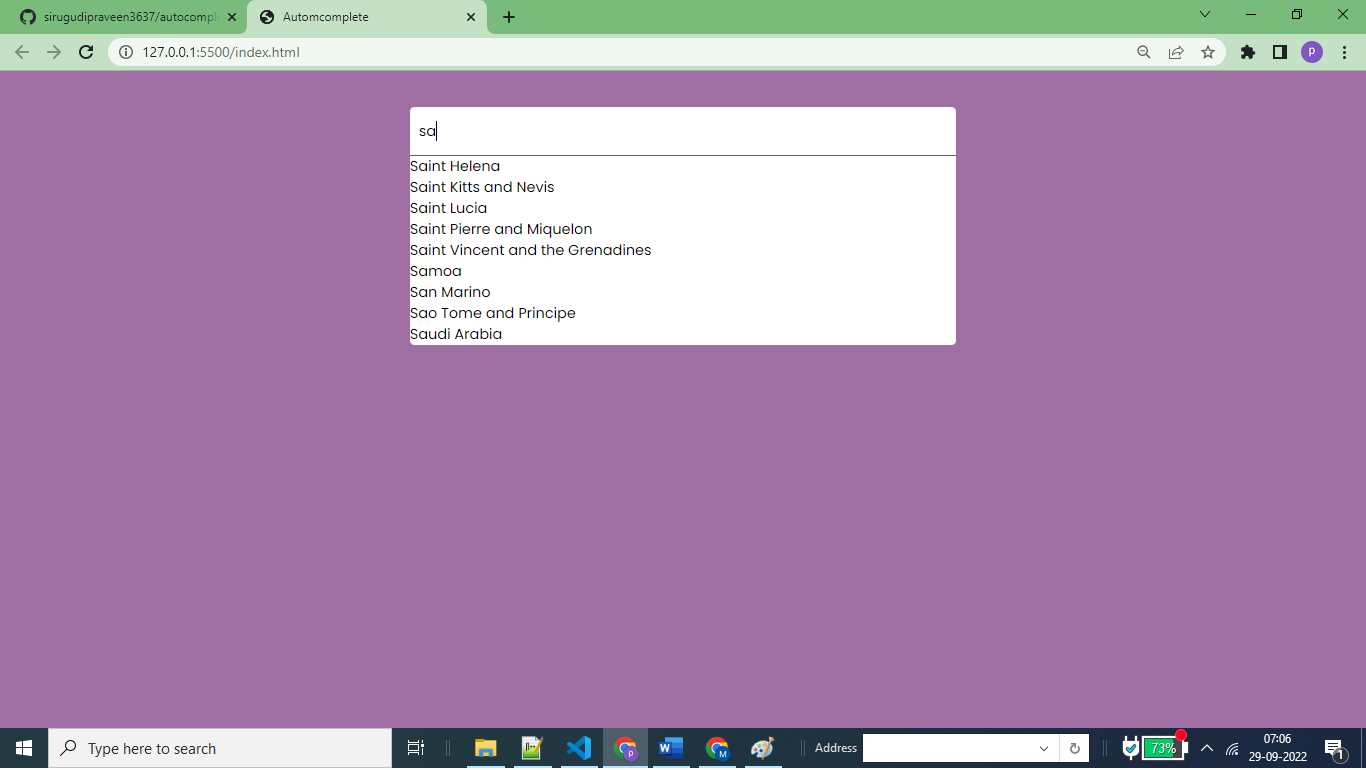 sirugudipraveen3637/autocompl
Automcomplete
127.0.0.1:5500/index.html
P
sa
Saint Helena
Saint Kitts and Nevis
Saint Lucia
Saint Pierre and Miquelon
Saint Vincent and the Grenadines
Samoa
San Marino
Sao Tome and Principe
Saudi Arabia
Type here to search
P
W
M
Address
73%
07:06
29-09-2022
1